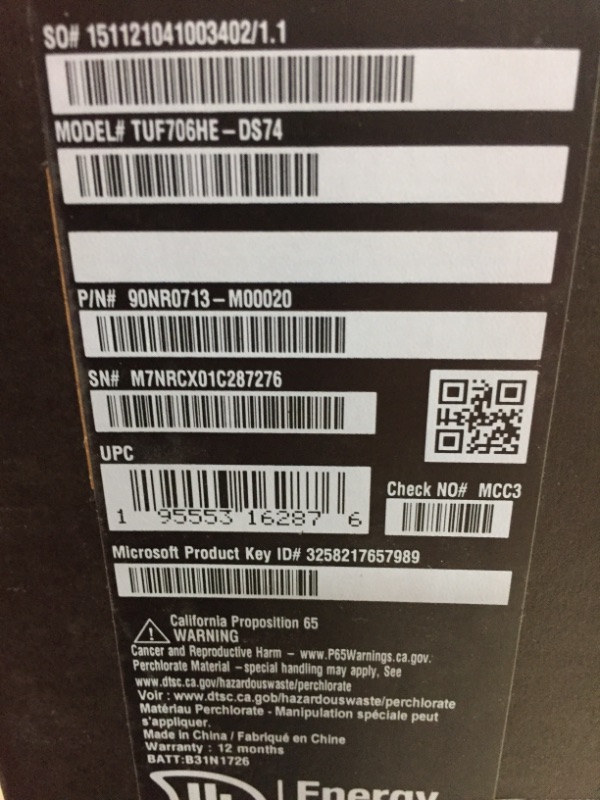 SO# 151121041003402/1.1
MODEL# TUF706HE-DS74
P/N# 90NR0713-M00020
SN# M7NRCX01C287276
UPC
1 95553 16287 6
Check NO# MCC3
Microsoft Product Key ID# 3258217657989
California Proposition 65
WARNING
Cancer and Reproductive Harm - www.P65Warnings.ca.gov.
Perchlorate Material - special handling may apply, See
www.dtsc.ca.gov/hazardouswaste/perchlorate
Voir : www.dtsc.ca.gob/hazardouswaste/perchlorate
Matériau Perchlorate - Manipulation spéciale peut
s'appliquer.
Made in China / Fabriqué en Chine
Warranty : 12 months
BATT:B31N1726
Energy